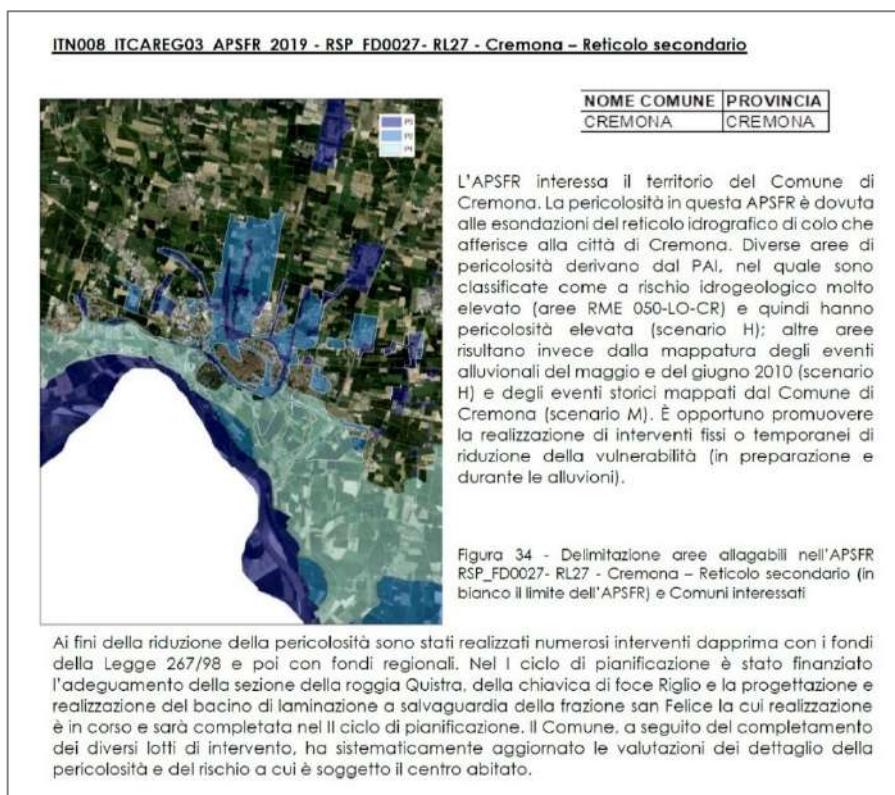 ITN008_ITCAREG03_APSFR_2019 - RSP_FD0027- RL27 - Cremona – Reticolo secondario
NOME COMUNE PROVINCIA
CREMONA CREMONA
P3
P2
P1
L'APSFR interessa il territorio del Comune di
Cremona. La pericolosità in questa APSFR è dovuta
alle esondazioni del reticolo idrografico di colo che
afferisce alla città di Cremona. Diverse aree di
pericolosità derivano dal PAI, nel quale sono
classificate come a rischio idrogeologico molto
elevato (aree RME 050-LO-CR) e quindi hanno
pericolosità elevata (scenario H); altre aree
risultano invece dalla mappatura degli eventi
alluvionali del maggio e del giugno 2010 (scenario
H) e degli eventi storici mappati dal Comune di
Cremona (scenario M). È opportuno promuovere
la realizzazione di interventi fissi o temporanei di
riduzione della vulnerabilità (in preparazione e
durante le alluvioni).
Figura 34 - Delimitazione aree allagabili nell'APSFR
RSP_FD0027- RL27 - Cremona – Reticolo secondario (in
bianco il limite dell'APSFR) e Comuni interessati
Ai fini della riduzione della pericolosità sono stati realizzati numerosi interventi dapprima con i fondi
della Legge 267/98 e poi con fondi regionali. Nel I ciclo di pianificazione è stato finanziato
l'adeguamento della sezione della roggia Quistra, della chiavica di foce Riglio e la progettazione e
realizzazione del bacino di laminazione a salvaguardia della frazione san Felice la cui realizzazione
è in corso e sarà completata nel II ciclo di pianificazione. Il Comune, a seguito del completamento
dei diversi lotti di intervento, ha sistematicamente aggiornato le valutazioni dei dettaglio della
pericolosità e del rischio a cui è soggetto il centro abitato.